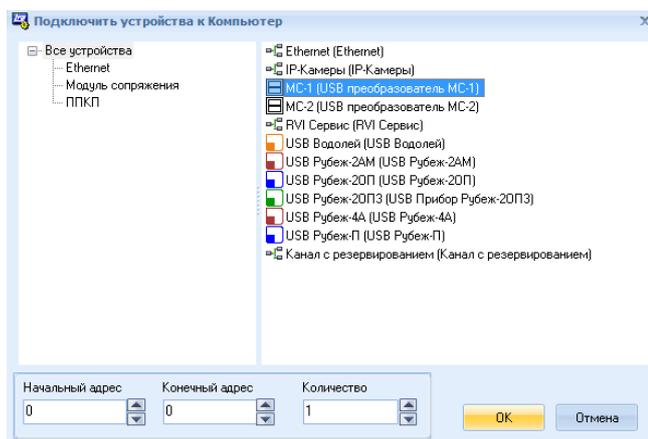 Подключить устройства к Компьютер
Все устройства
Ethernet
Модуль сопряжения
ППКП
Ethernet (Ethernet)
IP-Камеры (IP-Камеры)
МС-1 (USB преобразователь МС-1)
МС-2 (USB преобразователь МС-2)
RVI Сервис (RVI Сервис)
USB Водолей (USB Водолей)
USB Рубеж-2АМ (USB Рубеж-2АМ)
USB Рубеж-2ОП (USB Рубеж-2ОП)
USB Рубеж-2ОП3 (USB Прибор Рубеж-2ОП3)
USB Рубеж-4А (USB Рубеж-4А)
USB Рубеж-П (USB Рубеж-П)
Канал с резервированием (Канал с резервированием)
Начальный адрес Конечный адрес Количество
0 0 1 OK Отмена